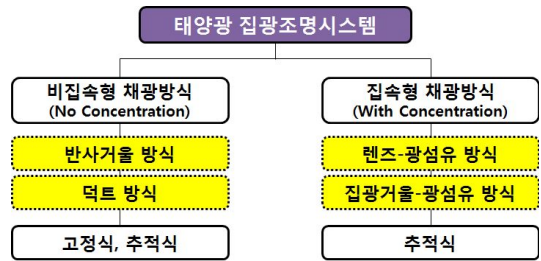 태양광 집광조명시스템
비집속형 채광방식
(No Concentration)
반사거울 방식
덕트 방식
고정식, 추적식
집속형 채광방식
(With Concentration)
렌즈-광섬유 방식
집광거울-광섬유 방식
추적식